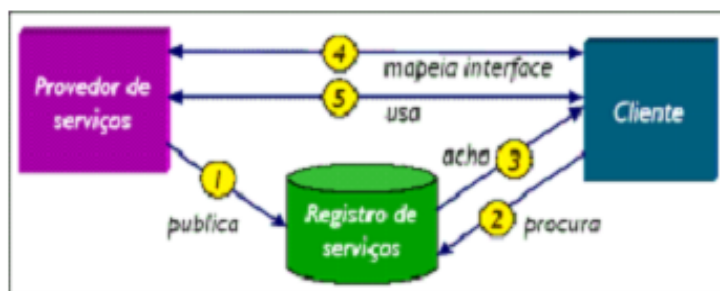 4
mapeia interface
Provedor de
serviços
5
usa
Cliente
acha
3
1
publica
Registro de
serviços
2
procura